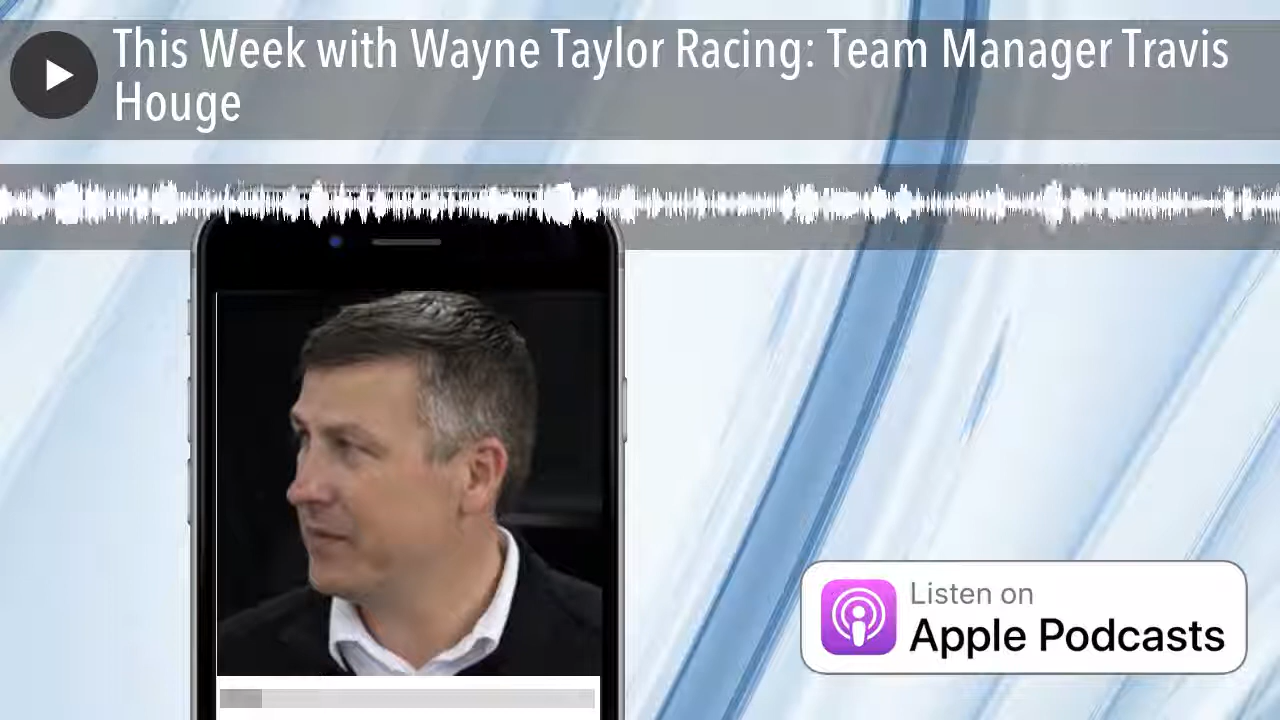 This Week with Wayne Taylor Racing: Team Manager Travis
Houge
Listen on
Apple Podcasts